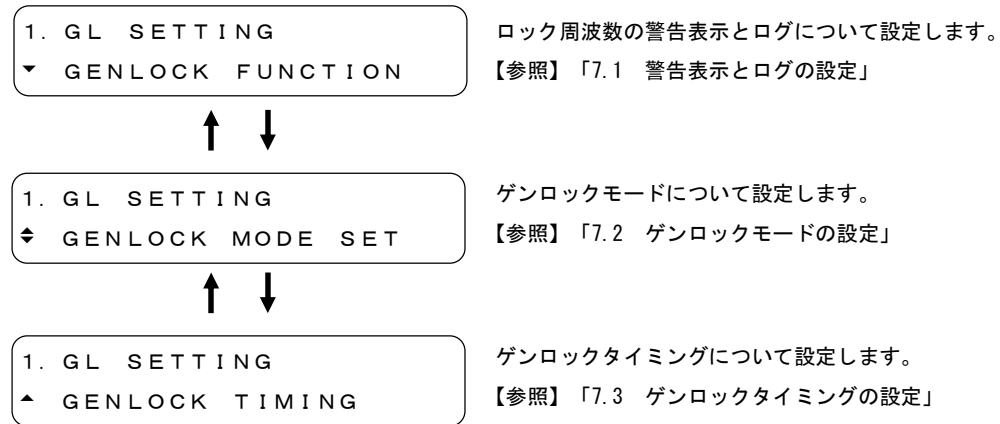 1. GL SETTING
▼ GENLOCK FUNCTION
ロック周波数の警告表示とログについて設定します。
【参照】「7.1 警告表示とログの設定」
1. GL SETTING
◆ GENLOCK MODE SET
ゲンロックモードについて設定します。
【参照】「7.2 ゲンロックモードの設定」
1. GL SETTING
▲ GENLOCK TIMING
ゲンロックタイミングについて設定します。
【参照】「7.3 ゲンロックタイミングの設定」